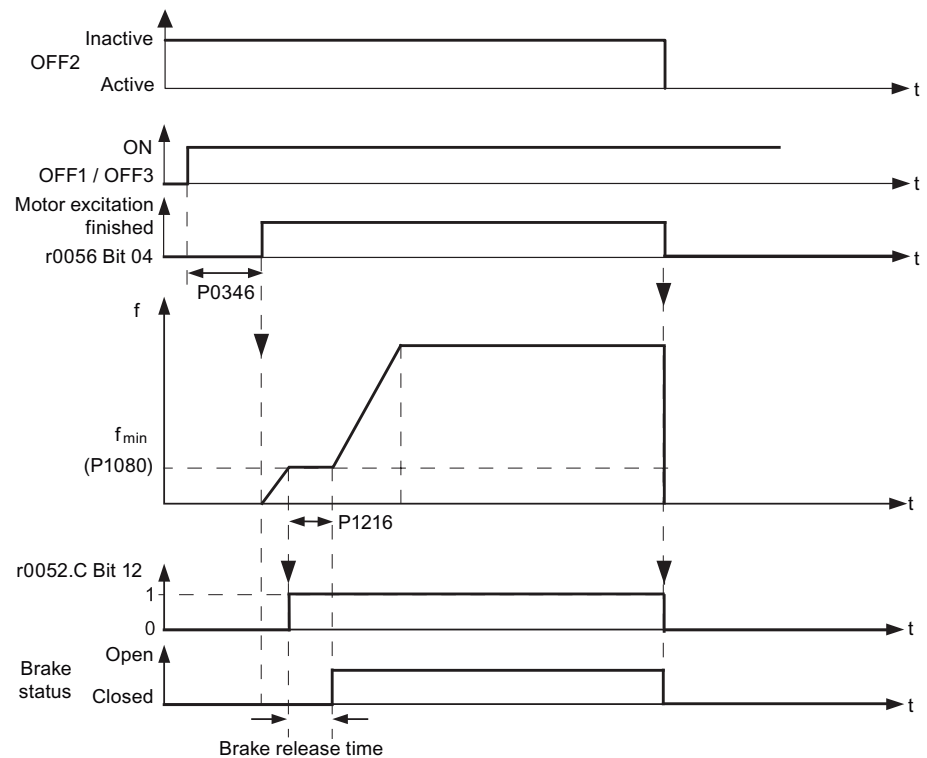 Inactive
OFF2
Active
t
ON
OFF1 / OFF3
t
Motor excitation
finished
r0056 Bit 04
t
P0346
f
fmin
(P1080)
t
P1216
r0052.C Bit 12
1
0
t
Open
Brake
status
Closed
t
Brake release time